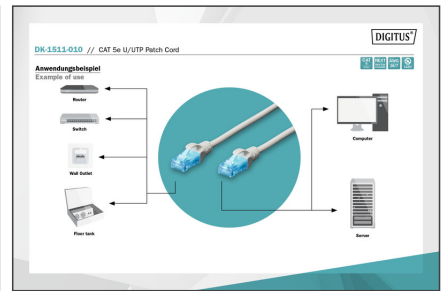 DIGITUS®
DK-1511-010 // CAT 5e U/UTP Patch Cord
Anwendungsbeispiel
Example of use
Router
Switch
Wall Outlet
Floor tank
Computer
Server